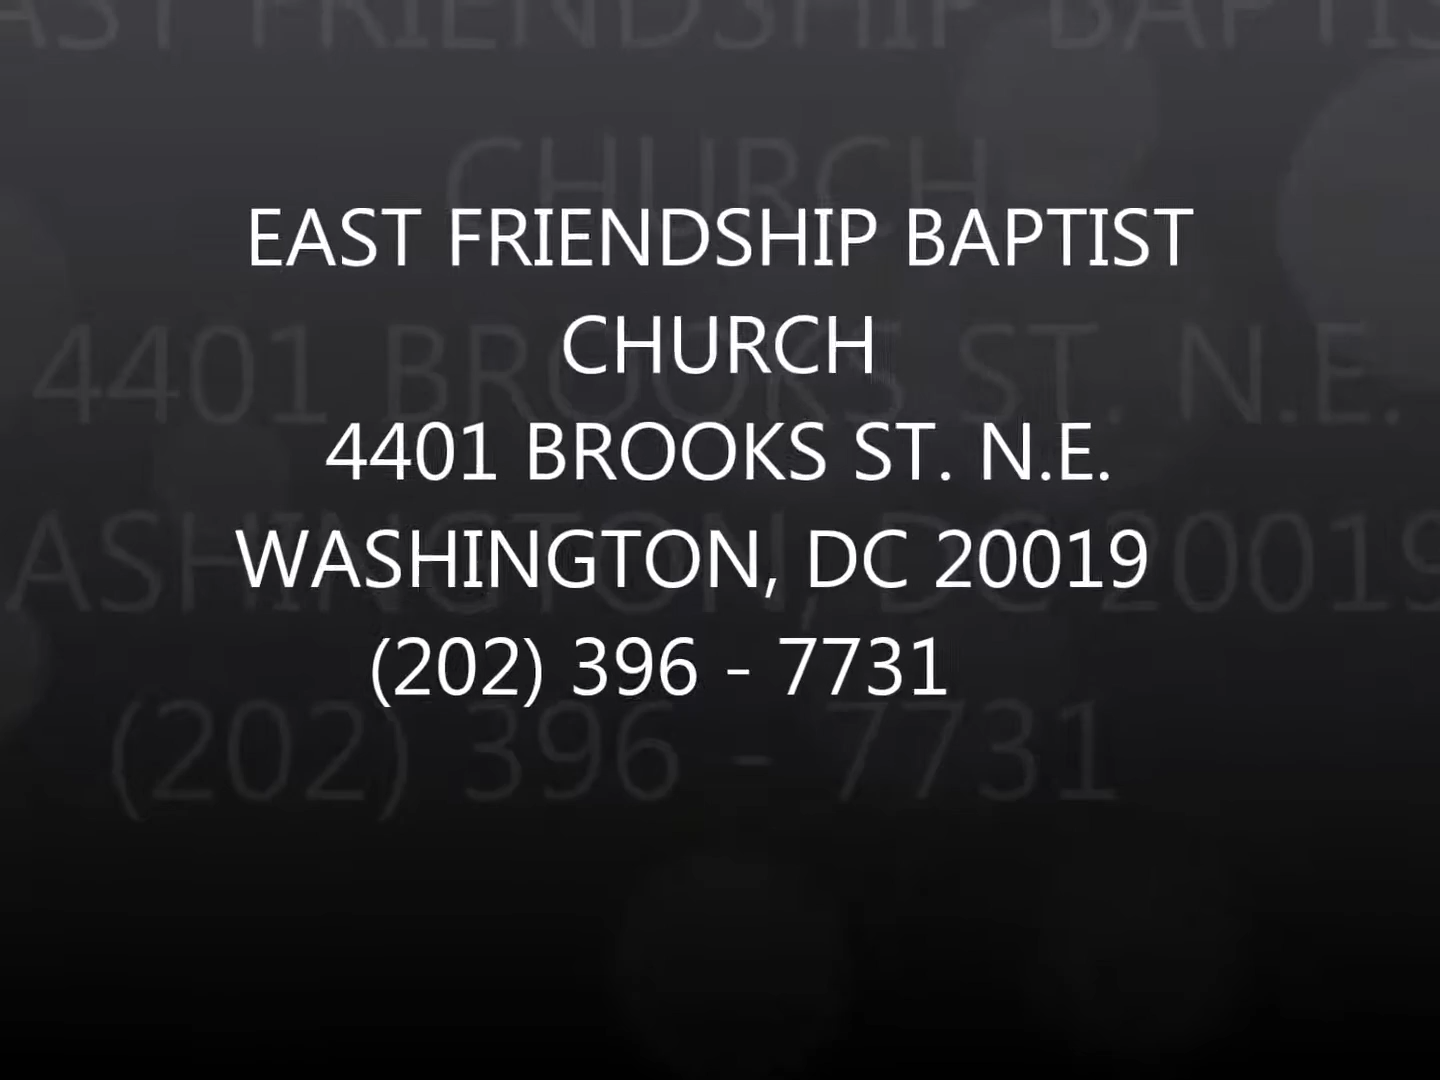 EAST FRIENDSHIP BAPTIST
CHURCH
4401 BROOKS ST. N.E.
WASHINGTON, DC 20019
(202) 396 - 7731